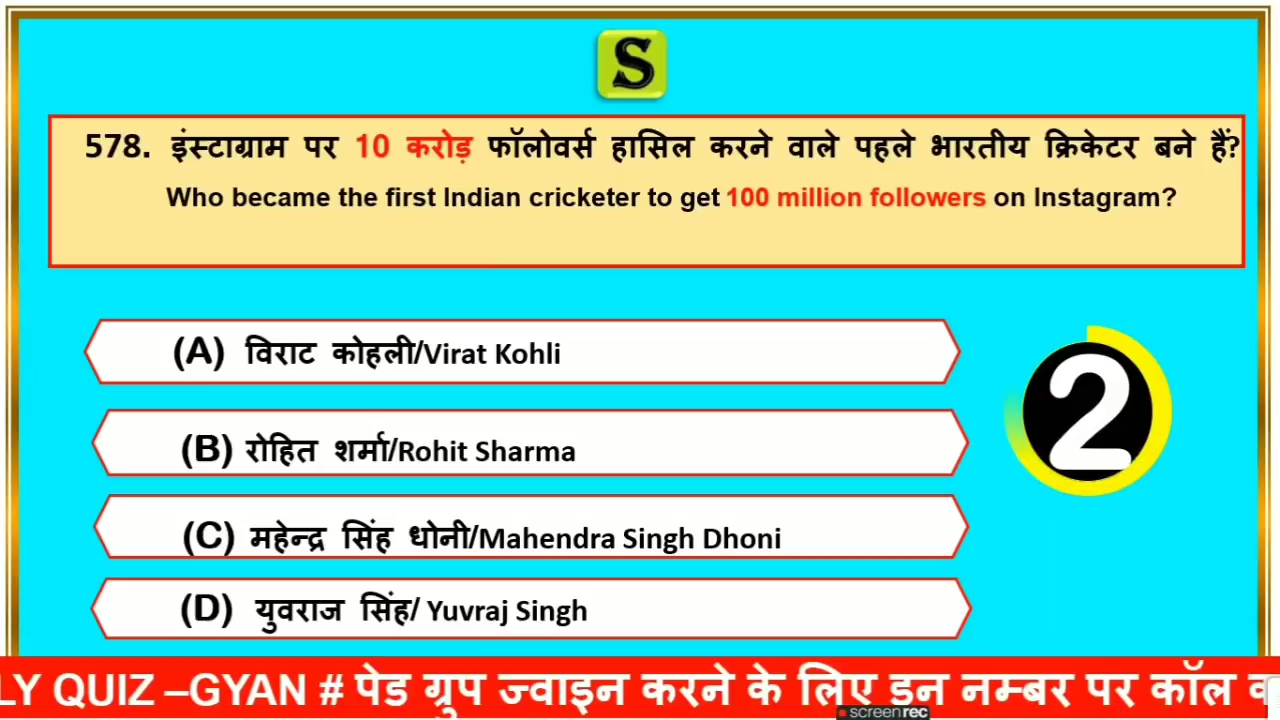 S
578. इंस्टाग्राम पर 10 करोड़ फॉलोवर्स हासिल करने वाले पहले भारतीय क्रिकेटर बने हैं?
Who became the first Indian cricketer to get 100 million followers on Instagram?
(A) विराट कोहली/Virat Kohli
2
(B) रोहित शर्मा/Rohit Sharma
(C) महेन्द्र सिंह धोनी/Mahendra Singh Dhoni
(D) युवराज सिंह/ Yuvraj Singh
LY QUIZ –GYAN # पेड ग्रुप ज्वाइन करने के लिए इन नम्बर पर कॉल
screenrec